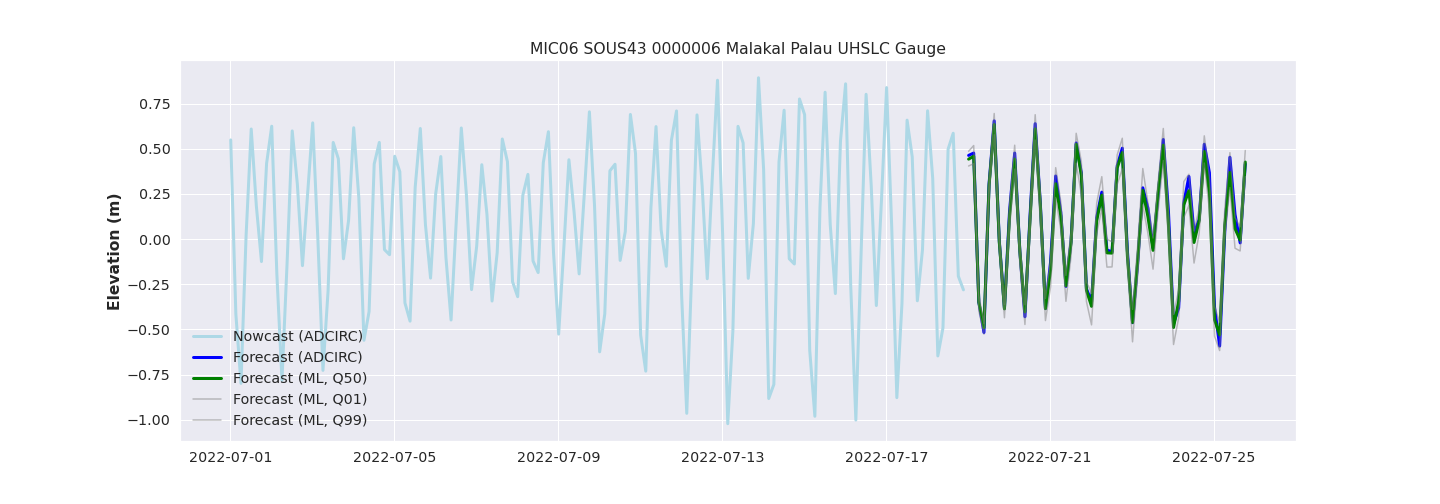 MIC06 SOUS43 0000006 Malakal Palau UHSLC Gauge
Elevation (m)
0.75
0.50
0.25
0.00
−0.25
−0.50
−0.75
−1.00
Nowcast (ADCIRC)
Forecast (ADCIRC)
Forecast (ML, Q50)
Forecast (ML, Q01)
Forecast (ML, Q99)
2022-07-01 2022-07-05 2022-07-09 2022-07-13 2022-07-17 2022-07-21 2022-07-25